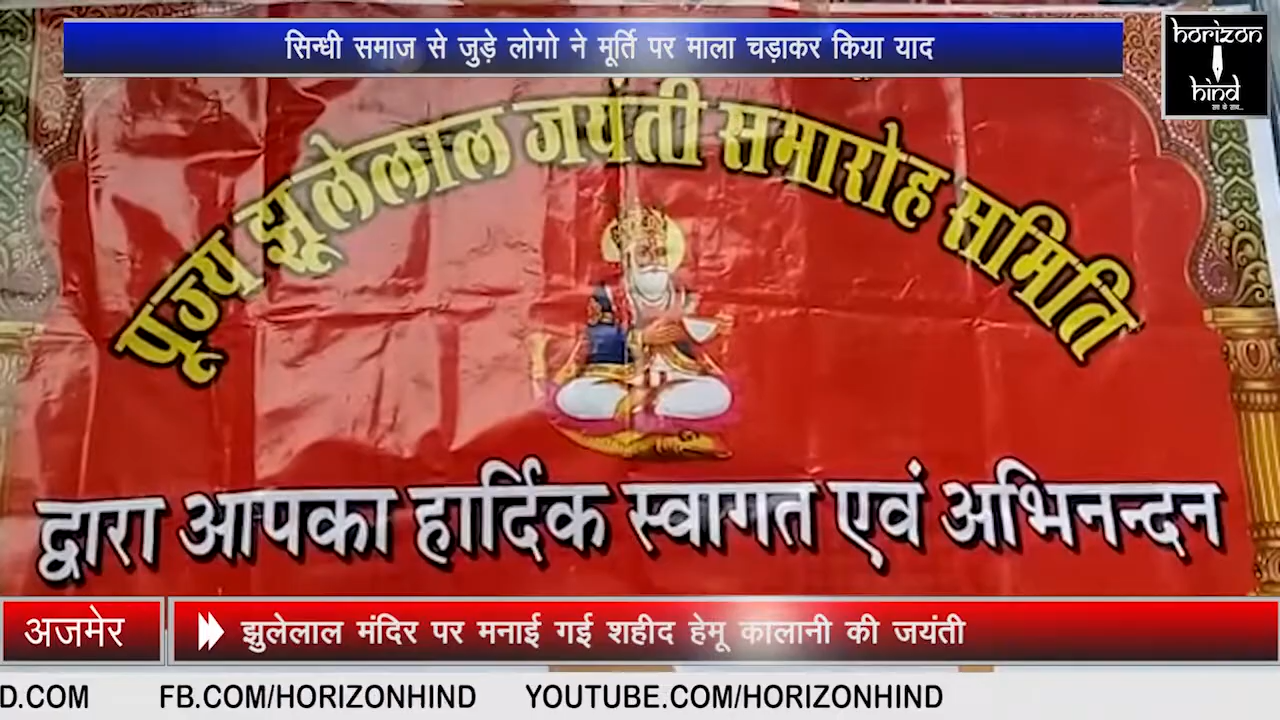 सिन्धी समाज से जुड़े लोगो ने मूर्ति पर माला चड़ाकर किया याद
horizon
hind
सच के साथ...
पूज्य झूलेलाल जयंती समारोह समिति
द्वारा आपका हार्दिक स्वागत एवं अभिनन्दन
अजमेर
झुलेलाल मंदिर पर मनाई गई शहीद हेमू कालानी की जयंती
D.COM FB.COM/HORIZONHIND YOUTUBE.COM/HORIZONHIND